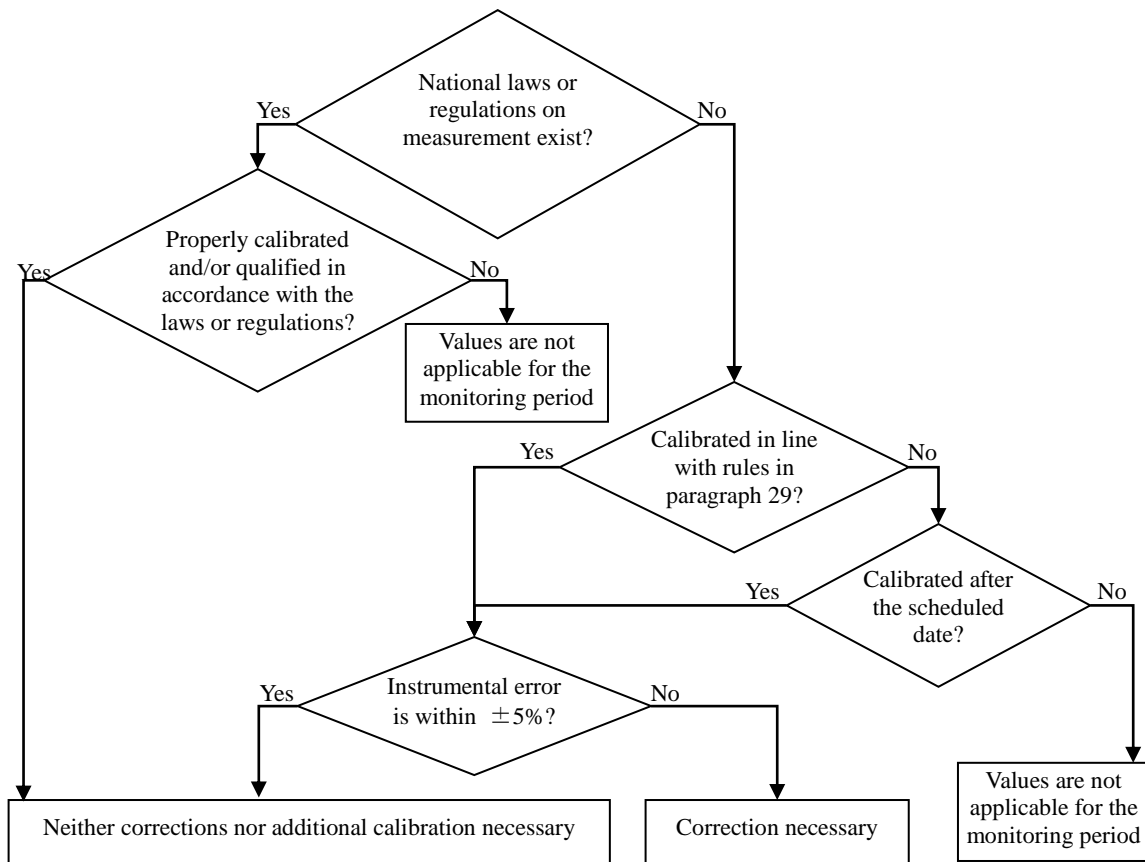 National laws or
regulations on
measurement exist?
Yes
No
Properly calibrated
and/or qualified in
accordance with the
laws or regulations?
Yes
No
Values are not
applicable for the
monitoring period
Calibrated in line
with rules in
paragraph 29?
Yes
No
Calibrated after
the scheduled
date?
Yes
No
Instrumental error
is within ±5%?
Yes
No
Values are not
applicable for the
monitoring period
Neither corrections nor additional calibration necessary
Correction necessary